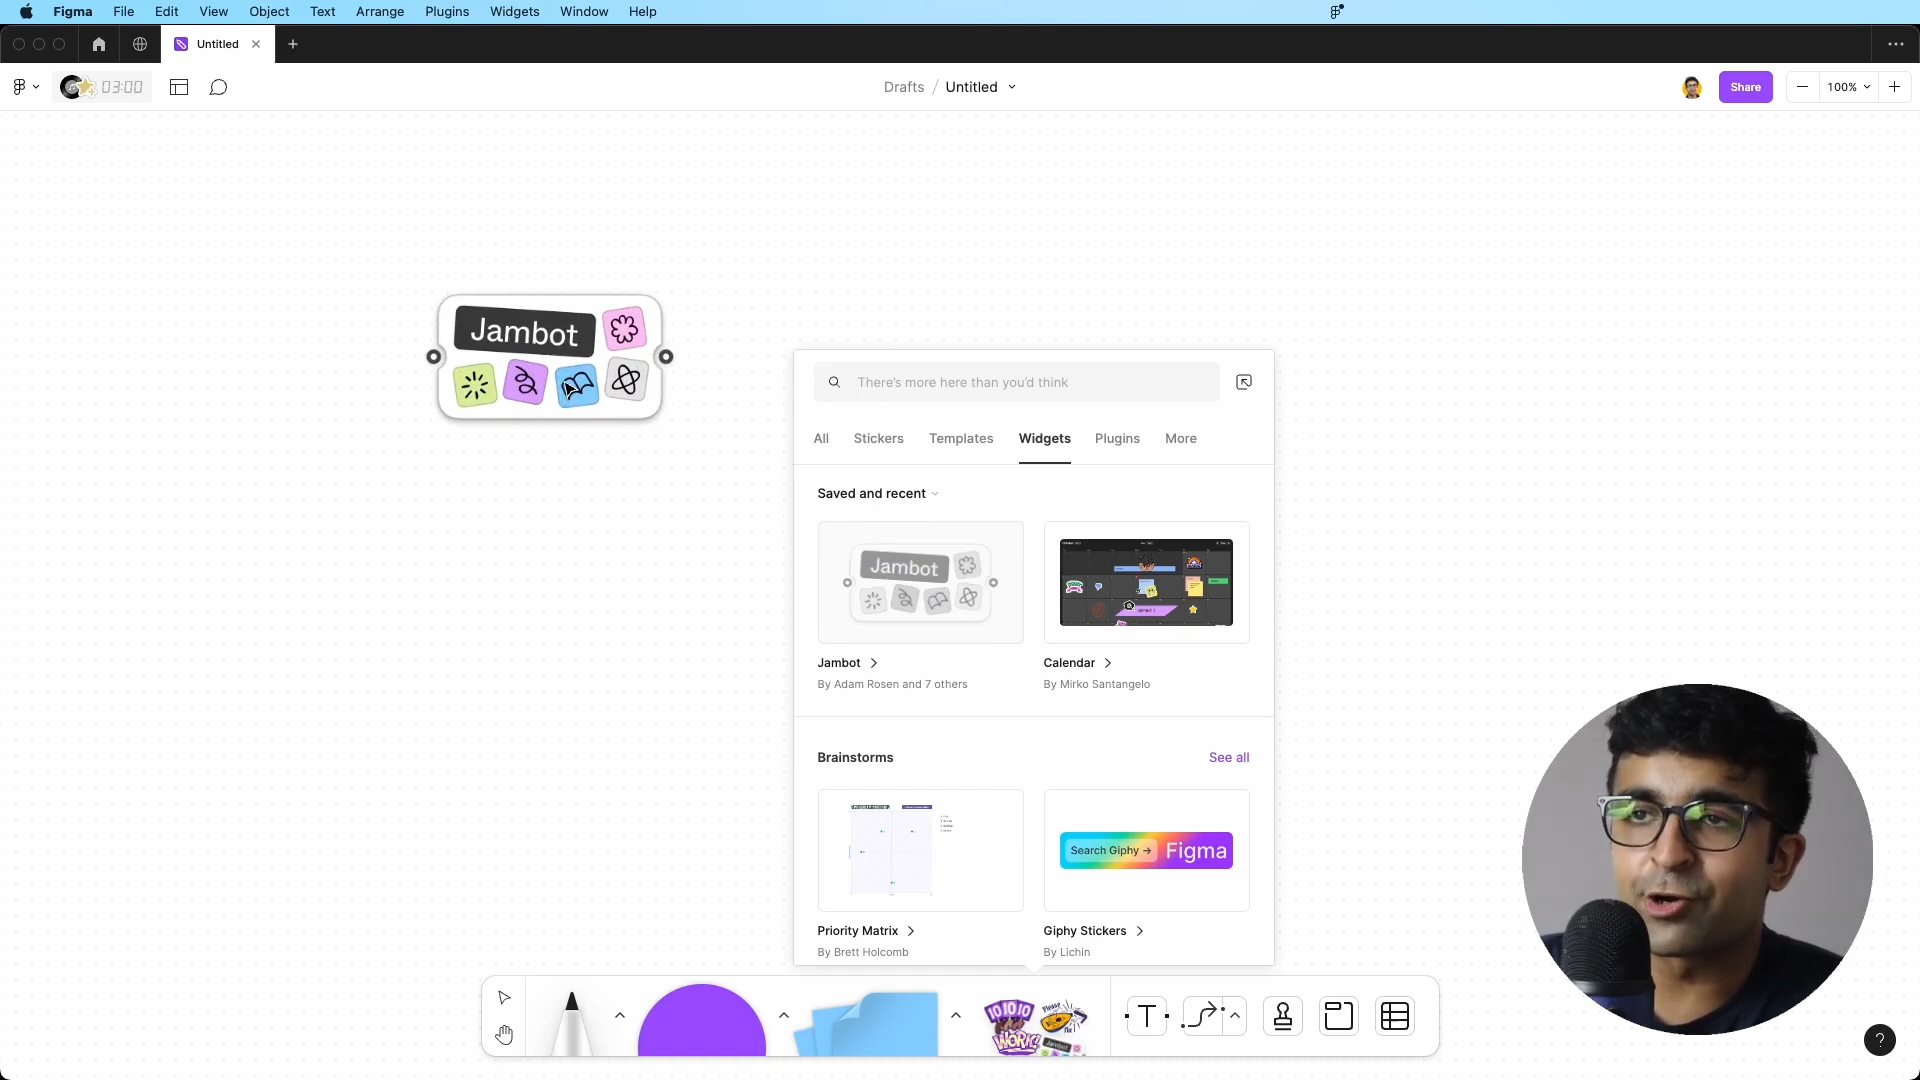 Figma File Edit View Object Text Arrange Plugins Widgets Window Help
Untitled
03:00
Drafts / Untitled
Share
100%
Jambot
There's more here than you'd think
All Stickers Templates Widgets Plugins More
Saved and recent
Jambot
Jambot
By Adam Rosen and 7 others
Calendar
By Mirko Santangelo
Brainstorms
See all
Search Giphy →
Figma
Priority Matrix
By Brett Holcomb
Giphy Stickers
By Lichin
101010
WORK!
Jambot
T
?